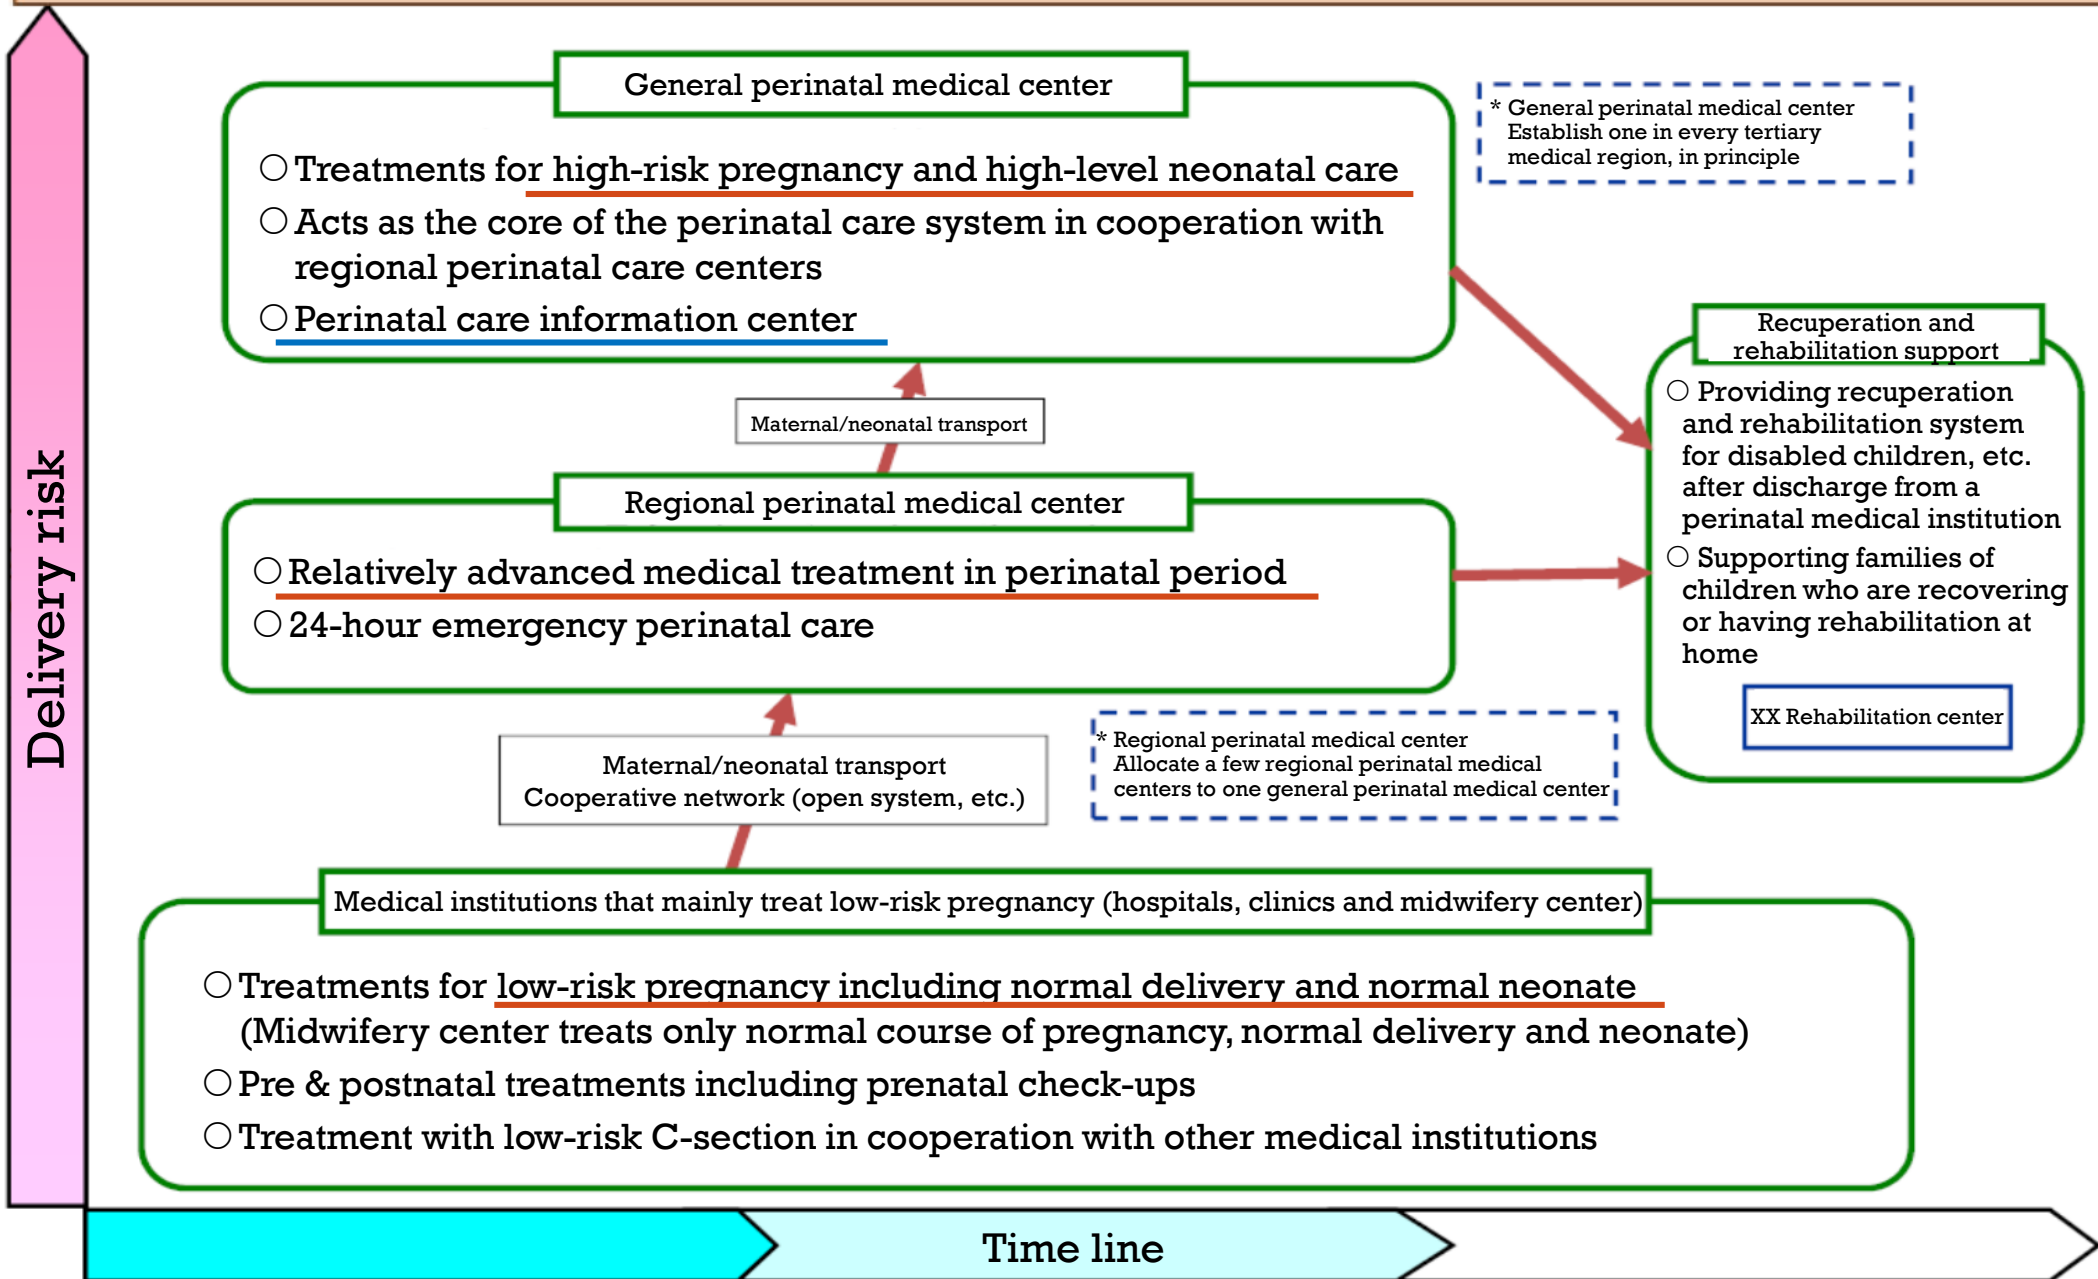 General perinatal medical center
○ Treatments for high-risk pregnancy and high-level neonatal care
○ Acts as the core of the perinatal care system in cooperation with
regional perinatal care centers
○ Perinatal care information center
* General perinatal medical center
Establish one in every tertiary
medical region, in principle
Maternal/neonatal transport
Recuperation and
rehabilitation support
○ Providing recuperation
and rehabilitation system
for disabled children, etc.
after discharge from a
perinatal medical institution
○ Supporting families of
children who are recovering
or having rehabilitation at
home
XX Rehabilitation center
Regional perinatal medical center
○ Relatively advanced medical treatment in perinatal period
○ 24-hour emergency perinatal care
Delivery risk
Maternal/neonatal transport
Cooperative network (open system, etc.)
* Regional perinatal medical center
Allocate a few regional perinatal medical
centers to one general perinatal medical center
Medical institutions that mainly treat low-risk pregnancy (hospitals, clinics and midwifery center)
○ Treatments for low-risk pregnancy including normal delivery and normal neonate
(Midwifery center treats only normal course of pregnancy, normal delivery and neonate)
○ Pre & postnatal treatments including prenatal check-ups
○ Treatment with low-risk C-section in cooperation with other medical institutions
Time line